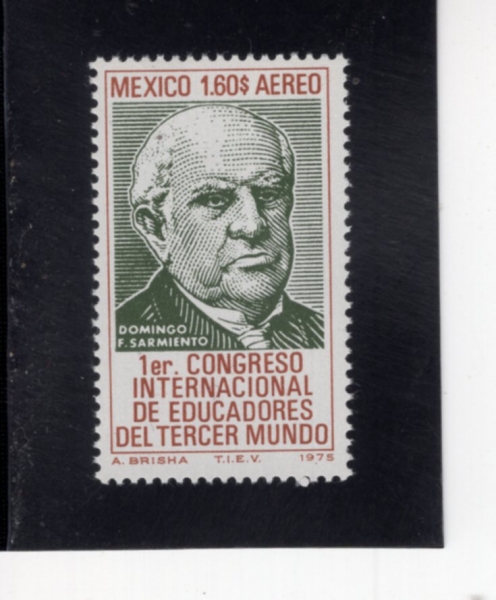 MEXICO 1.60$ AEREO
DOMINGO
F. SARMIENTO
1er. CONGRESO
INTERNACIONAL
DE EDUCADORES
DEL TERCER MUNDO
A. BRISHA T.I.E.V. 1975